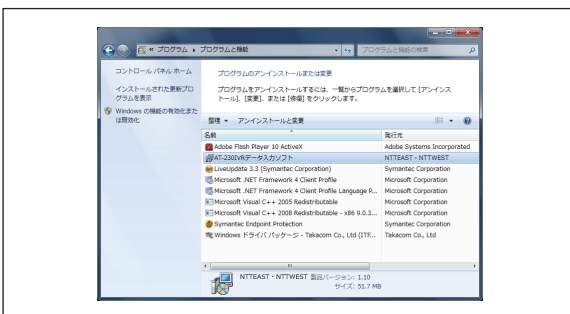 « プログラム ▸ プログラムと機能
プログラムと機能の検索
コントロール パネル ホーム
インストールされた更新プログラムを表示
Windows の機能の有効化または無効化
プログラムのアンインストールまたは変更
プログラムをアンインストールするには、一覧からプログラムを選択して [アンインストール]、[変更]、または [修復] をクリックします。
整理 ▾ アンインストールと変更
名前 発行元
Adobe Flash Player 10 ActiveX Adobe Systems Incorporated
AT-230IVRデータ入力ソフト NTTEAST・NTTWEST
LiveUpdate 3.3 (Symantec Corporation) Symantec Corporation
Microsoft .NET Framework 4 Client Profile Microsoft Corporation
Microsoft .NET Framework 4 Client Profile Language P... Microsoft Corporation
Microsoft Visual C++ 2005 Redistributable Microsoft Corporation
Microsoft Visual C++ 2008 Redistributable - x86 9.0.3... Microsoft Corporation
Symantec Endpoint Protection Symantec Corporation
Windows ドライバ パッケージ - Takacom Co., Ltd (ITF... Takacom Co., Ltd
NTTEAST・NTTWEST 製品バージョン: 1.10
サイズ: 51.7 MB